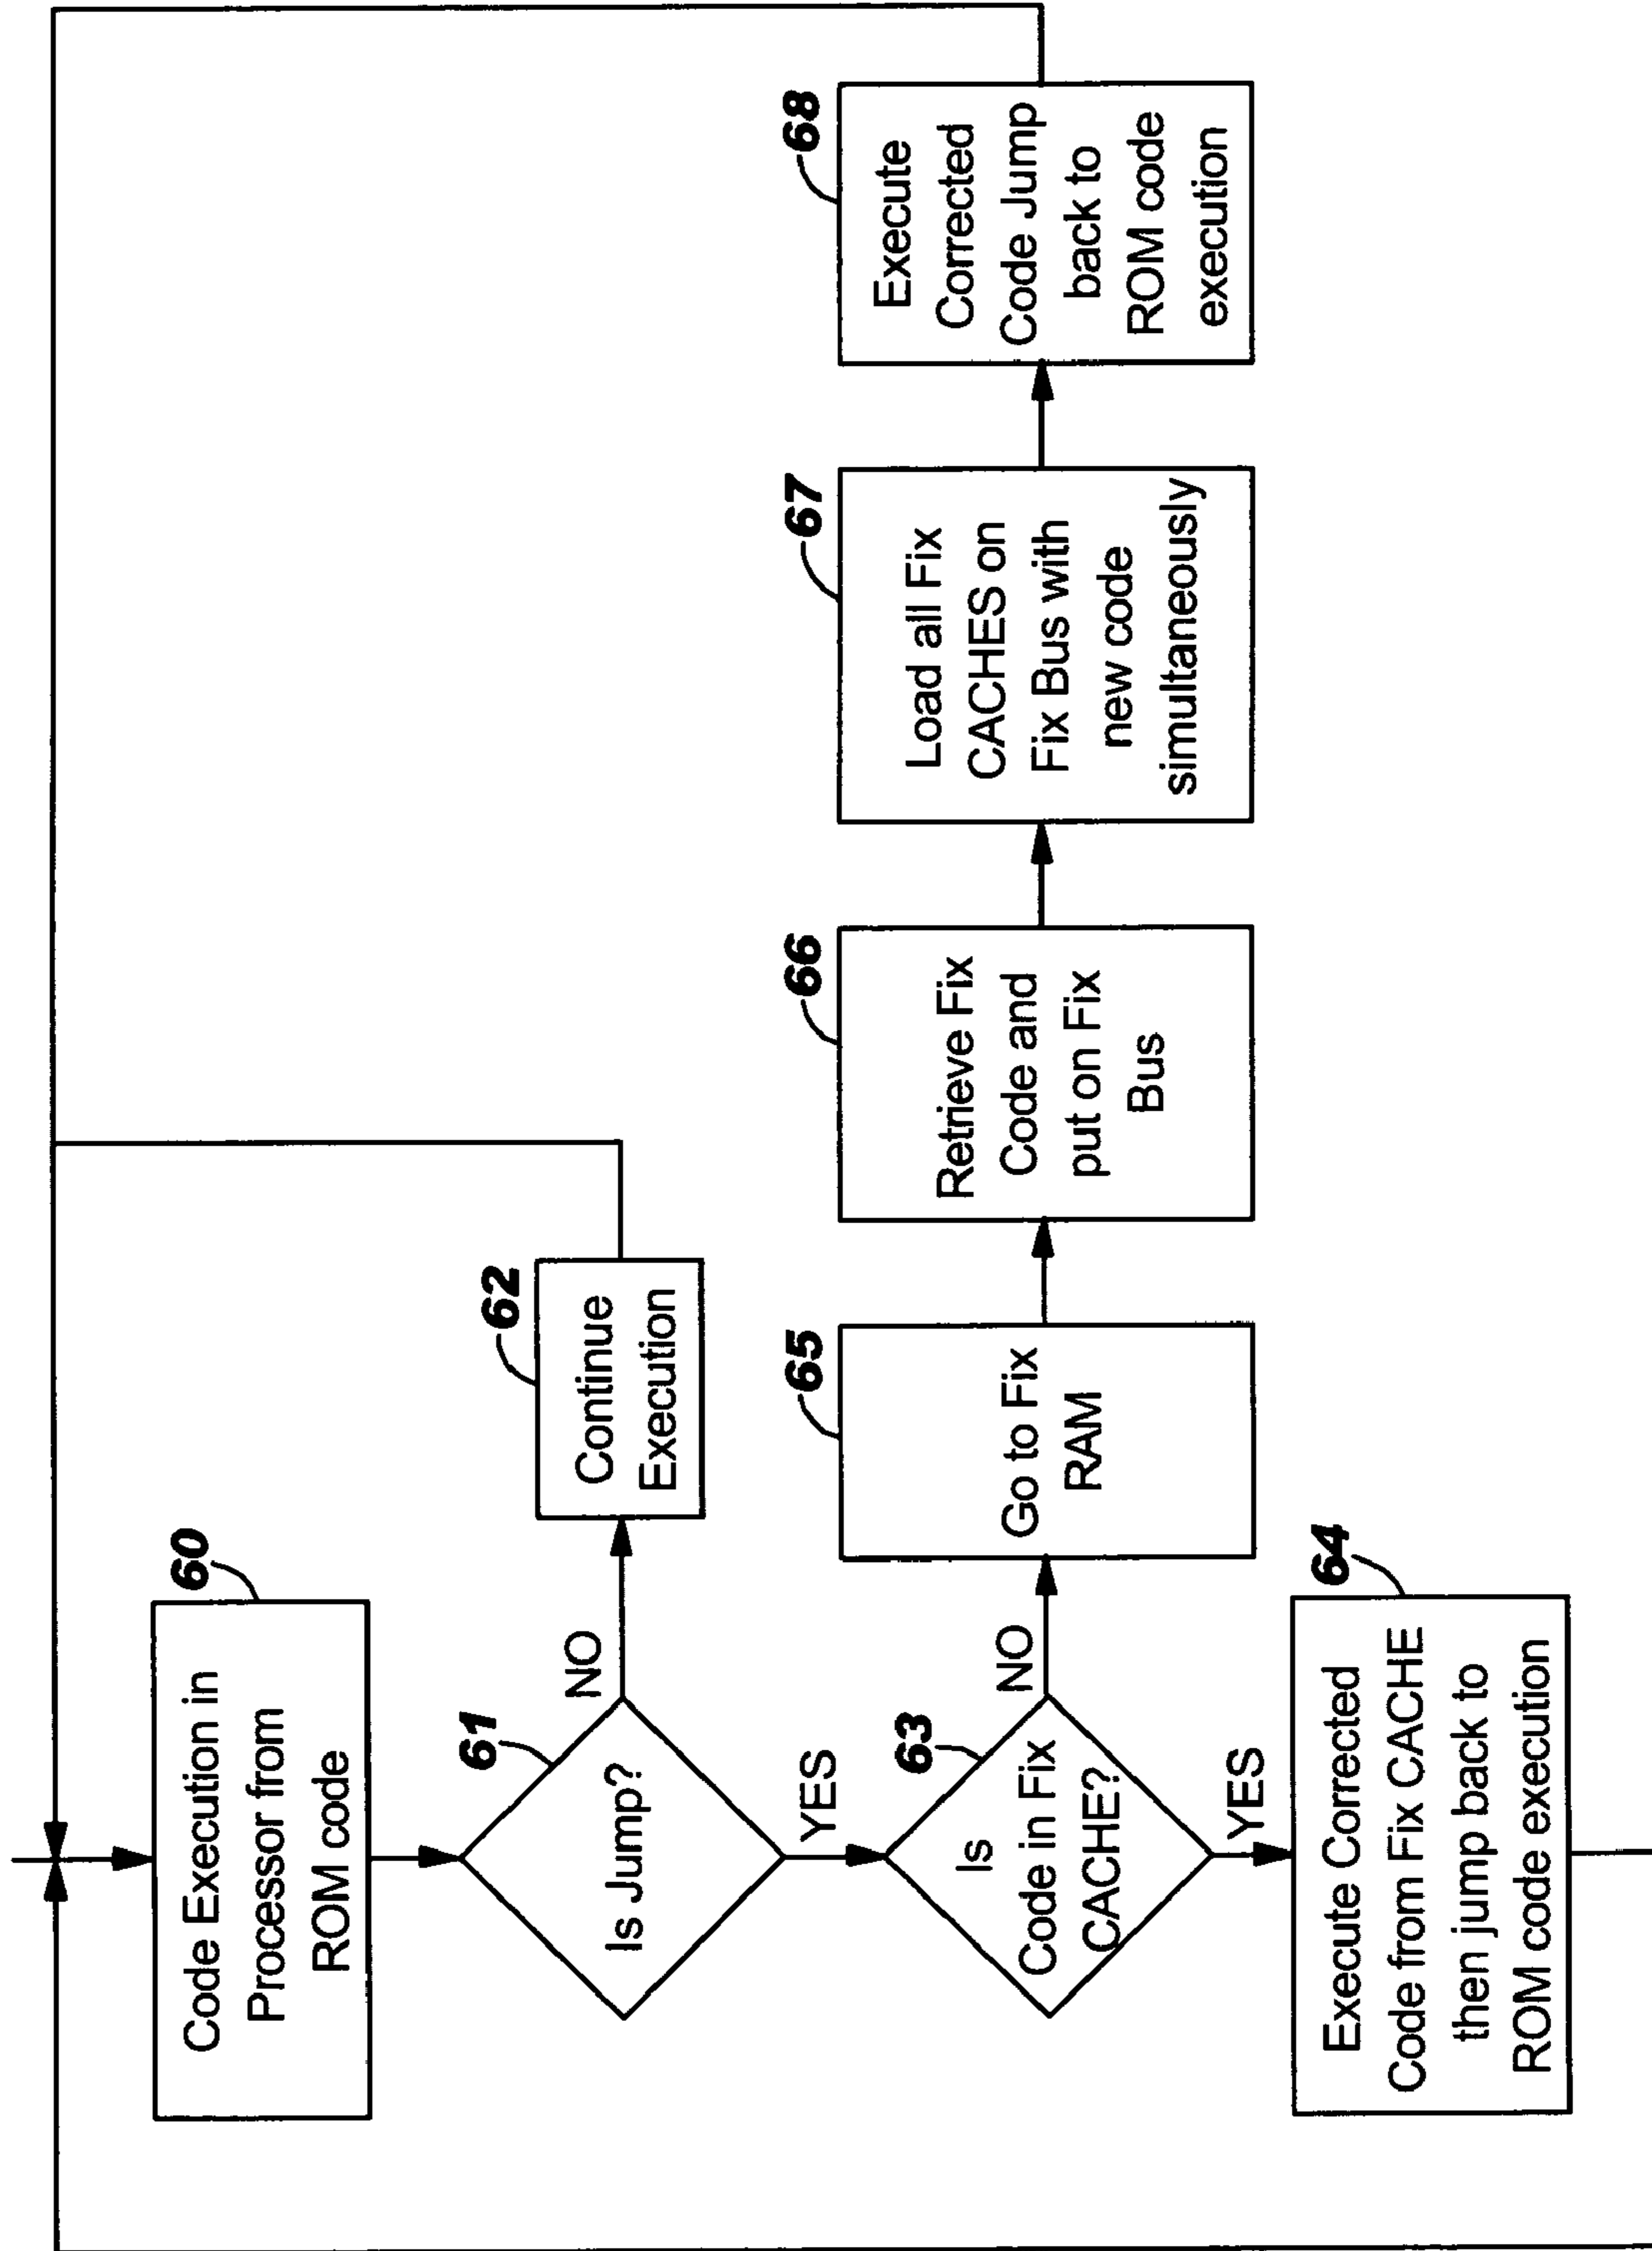 60
Code Execution in
Processor from
ROM code
61
Is Jump?
NO
YES
62
Continue
Execution
63
Is
Code in Fix
CACHE?
NO
YES
64
Execute Corrected
Code from Fix CACHE
then jump back to
ROM code execution
65
Go to Fix
RAM
66
Retrieve Fix
Code and
put on Fix
Bus
67
Load all Fix
CACHES on
Fix Bus with
new code
simultaneously
68
Execute
Corrected
Code Jump
back to
ROM code
execution